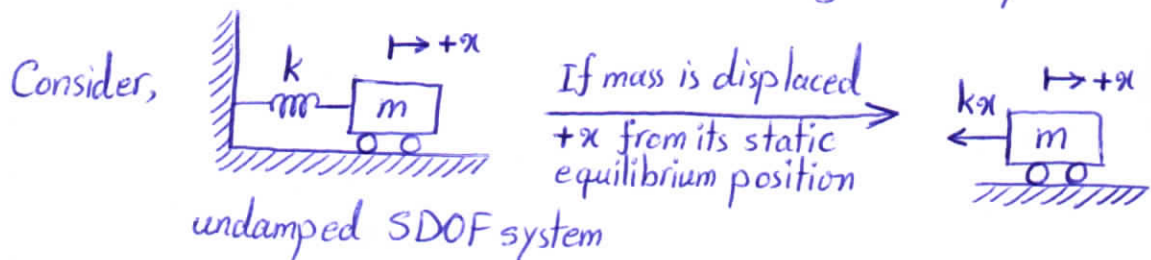 Consider,
k
+x
m
If mass is displaced
+x from its static
equilibrium position
kx
+x
m
undamped SDOF system